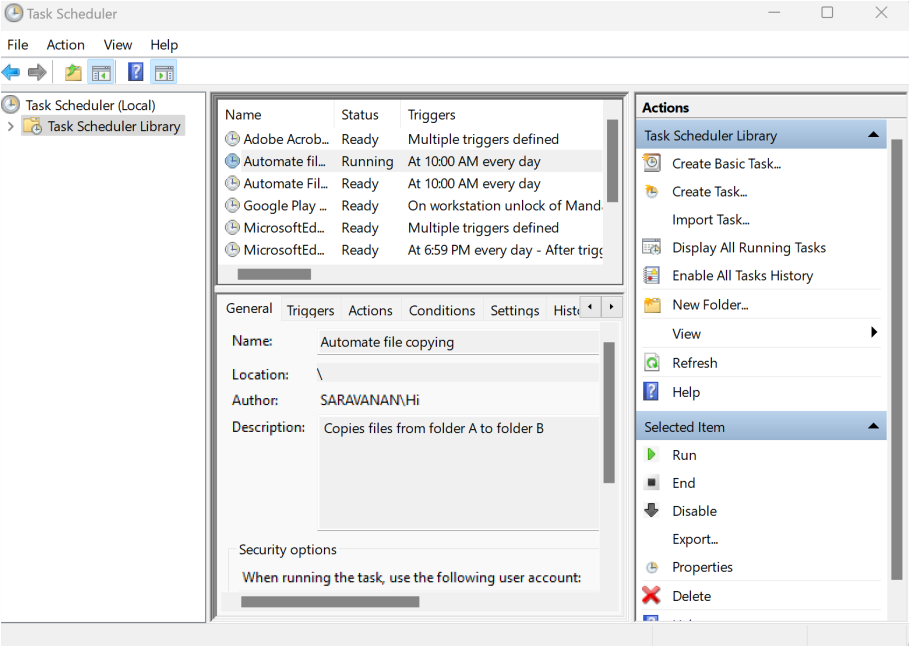 Task Scheduler
File Action View Help
Task Scheduler (Local)
Task Scheduler Library
Name Status Triggers
Adobe Acrob... Ready Multiple triggers defined
Automate fil... Running At 10:00 AM every day
Automate Fil... Ready At 10:00 AM every day
Google Play ... Ready On workstation unlock of Mand
MicrosoftEd... Ready Multiple triggers defined
MicrosoftEd... Ready At 6:59 PM every day - After trigg
General Triggers Actions Conditions Settings Histo
Name: Automate file copying
Location: \
Author: SARAVANAN\Hi
Description: Copies files from folder A to folder B
Security options
When running the task, use the following user account:
Actions
Task Scheduler Library
Create Basic Task...
Create Task...
Import Task...
Display All Running Tasks
Enable All Tasks History
New Folder...
View
Refresh
Help
Selected Item
Run
End
Disable
Export...
Properties
Delete